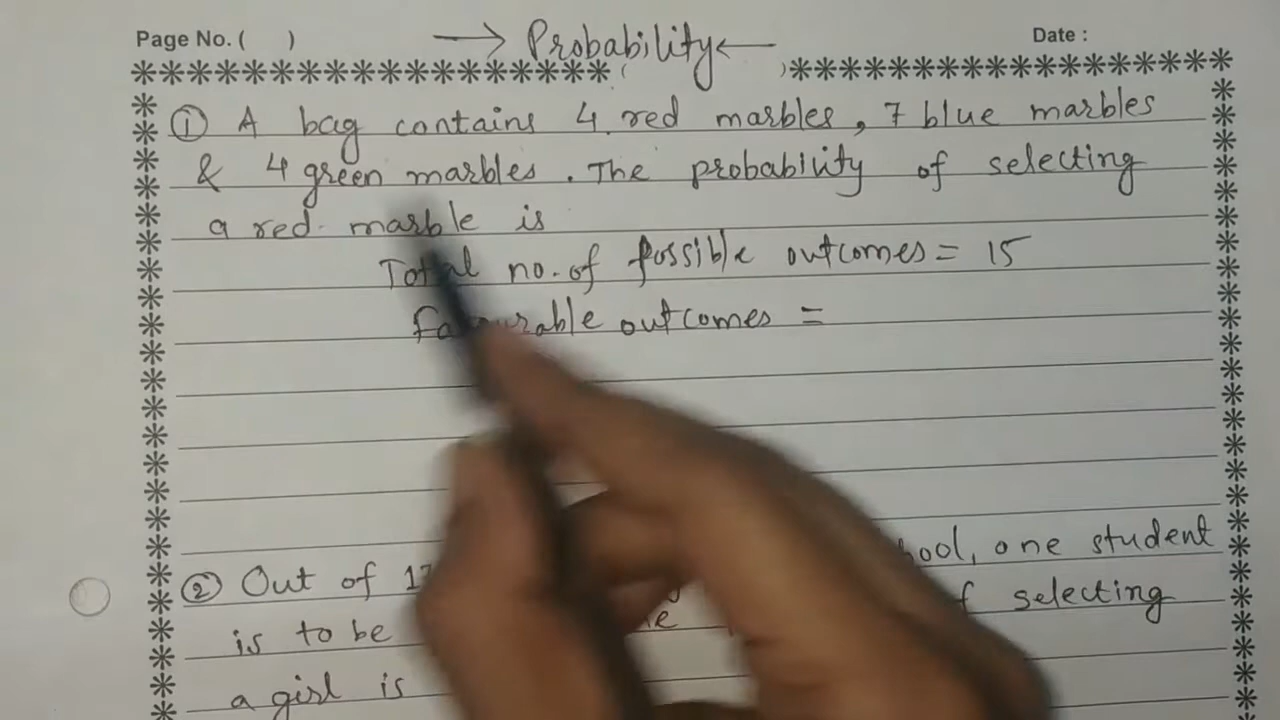 Page No. ( ) → Probability ← Date :
① A bag contains 4 red marbles, 7 blue marbles
& 4 green marbles. The probability of selecting
a red marble is
Total no. of possible outcomes = 15
Favourable outcomes =
② Out of one student
is to be selecting
a girl is